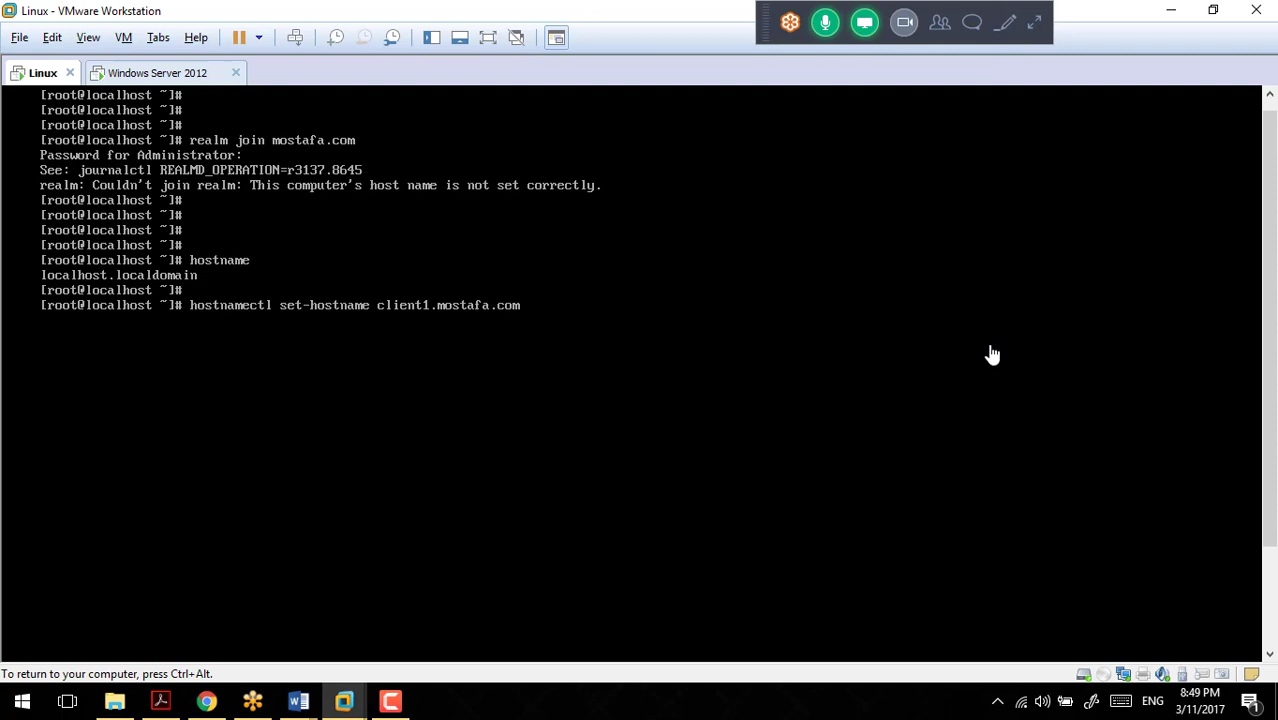 Linux - VMware Workstation
File Edit View Tabs Help
Linux Windows Server 2012
[root@localhost ~]#
[root@localhost ~]#
[root@localhost ~]#
[root@localhost ~]# realm join mostafa.com
Password for Administrator:
See: journalctl REALMD_OPERATION=r3137.8645
realm: Couldn't join realm: This computer's host name is not set correctly.
[root@localhost ~]#
[root@localhost ~]#
[root@localhost ~]#
[root@localhost ~]#
[root@localhost ~]# hostname
localhost.localdomain
[root@localhost ~]#
[root@localhost ~]# hostnamectl set-hostname client1.mostafa.com
To return to your computer, press Ctrl+Alt.
ENG
8:49 PM
3/11/2017
1